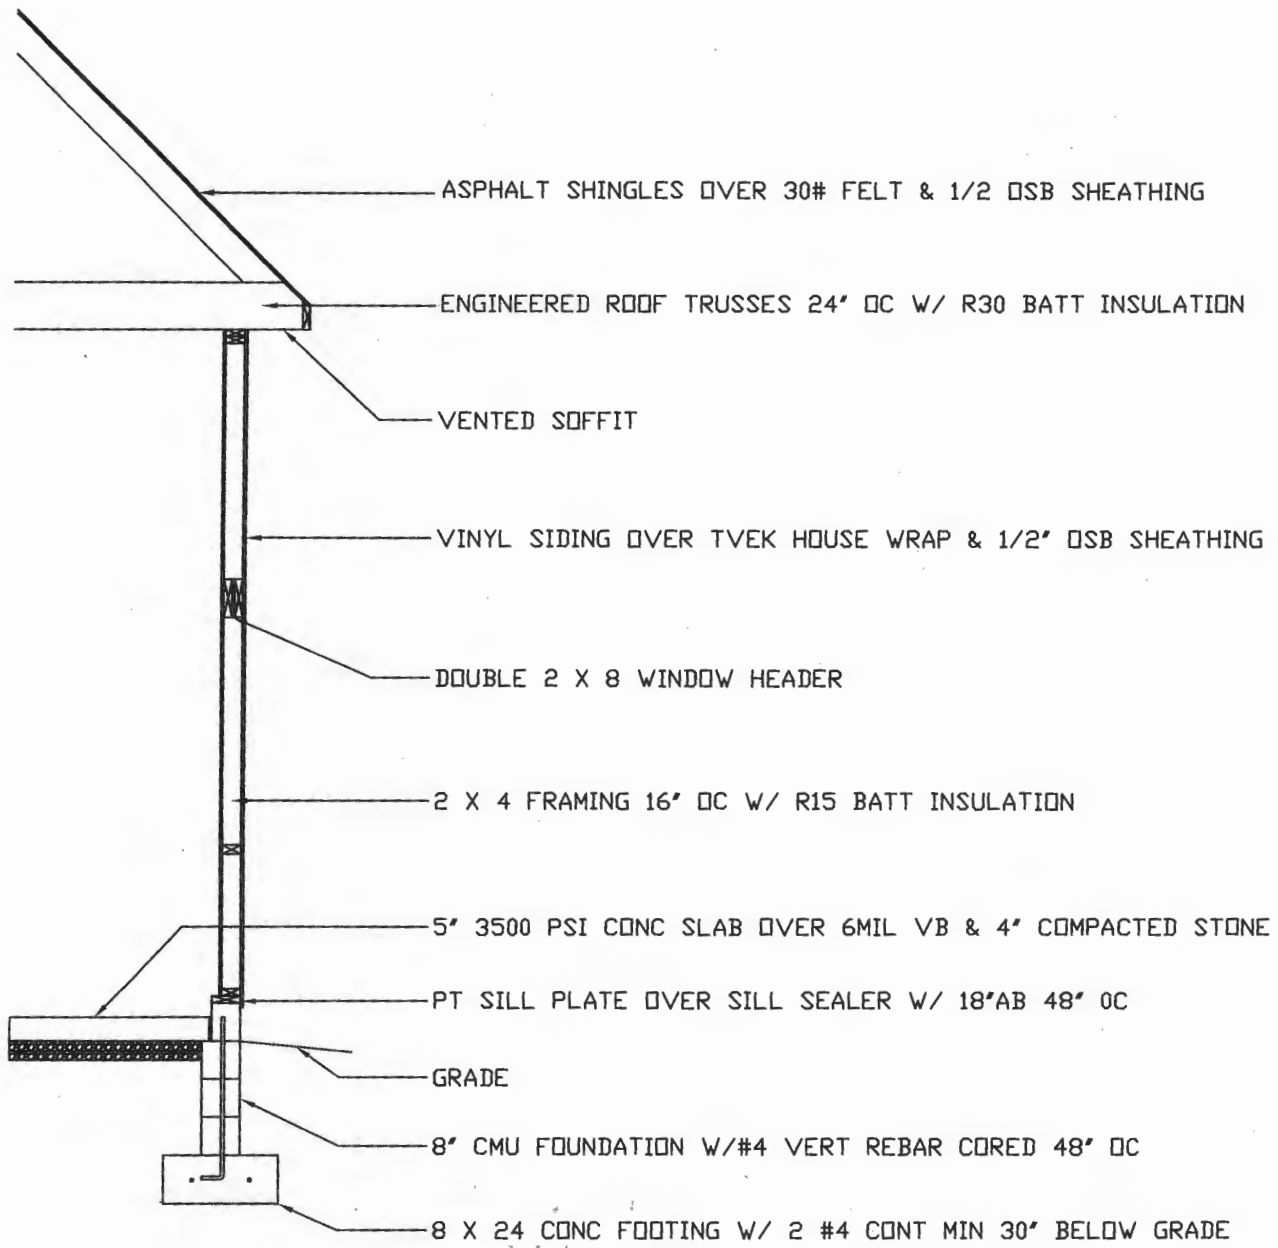 ASPHALT SHINGLES OVER 30# FELT & 1/2 OSB SHEATHING
ENGINEERED ROOF TRUSSES 24" OC W/ R30 BATT INSULATION
VENTED SOFFIT
VINYL SIDING OVER TVEK HOUSE WRAP & 1/2" OSB SHEATHING
DOUBLE 2 X 8 WINDOW HEADER
2 X 4 FRAMING 16" OC W/ R15 BATT INSULATION
5" 3500 PSI CONC SLAB OVER 6MIL VB & 4" COMPACTED STONE
PT SILL PLATE OVER SILL SEALER W/ 18"AB 48" OC
GRADE
8" CMU FOUNDATION W/#4 VERT REBAR CORED 48" OC
8 X 24 CONC FOOTING W/ 2 #4 CONT MIN 30" BELOW GRADE